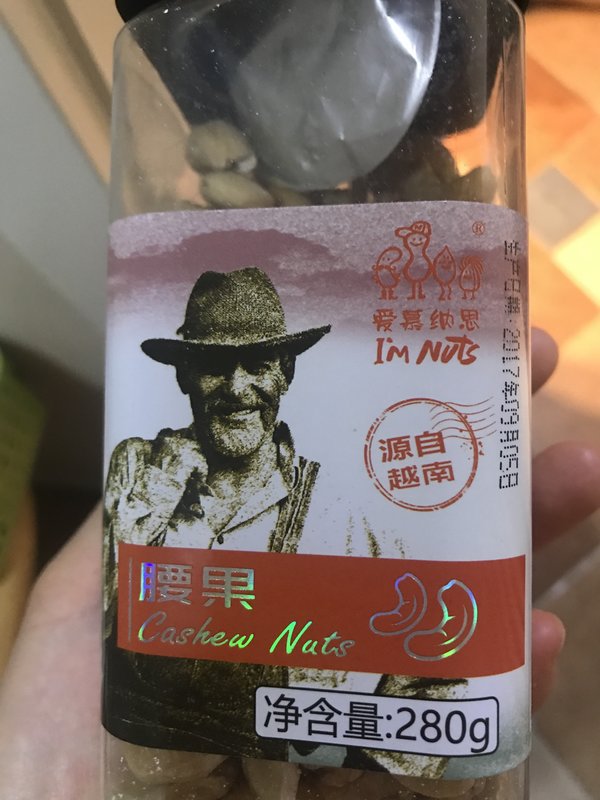 ®
爱慕纳思
I'm Nuts
生产日期:2017年09月05日
源自
越南
腰果
Cashew Nuts
净含量:280g